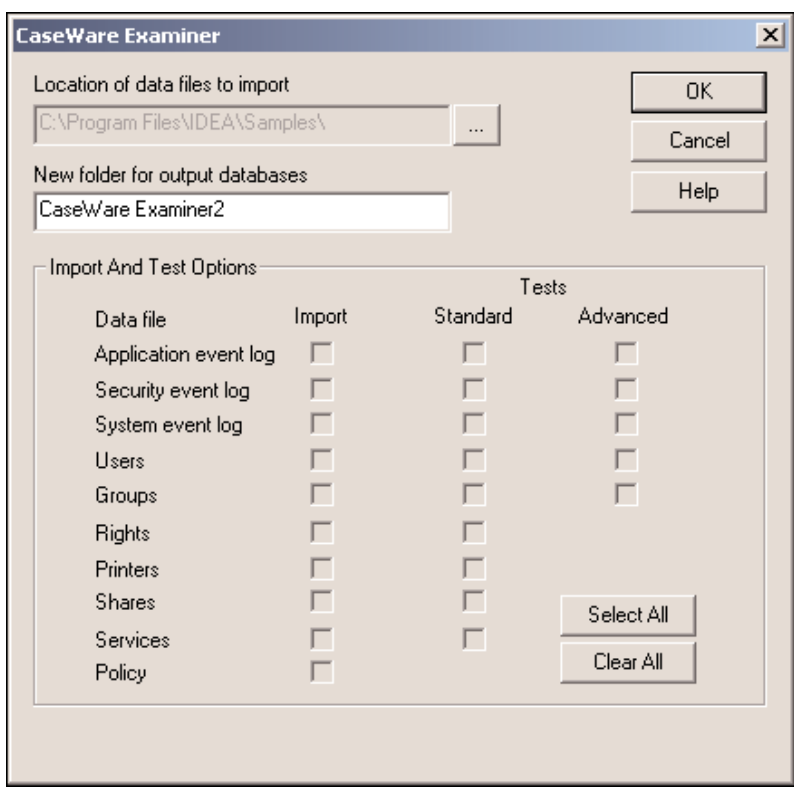 CaseWare Examiner
Location of data files to import
C:\Program Files\IDEA\Samples\
...
OK
Cancel
New folder for output databases
Help
CaseWare Examiner2
Import And Test Options
Tests
Data file Import Standard Advanced
Application event log
Security event log
System event log
Users
Groups
Rights
Printers
Shares
Select All
Services
Clear All
Policy